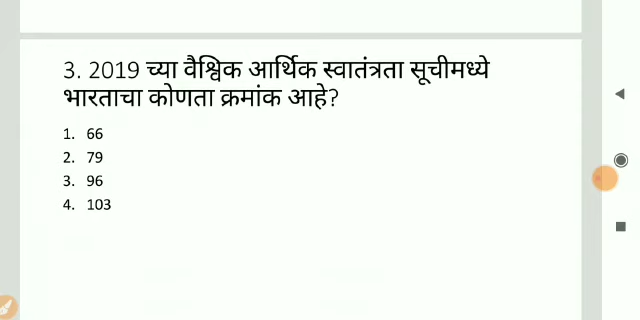 3. 2019 च्या वैश्विक आर्थिक स्वातंत्रता सूचीमध्ये
भारताचा कोणता क्रमांक आहे?
1. 66
2. 79
3. 96
4. 103